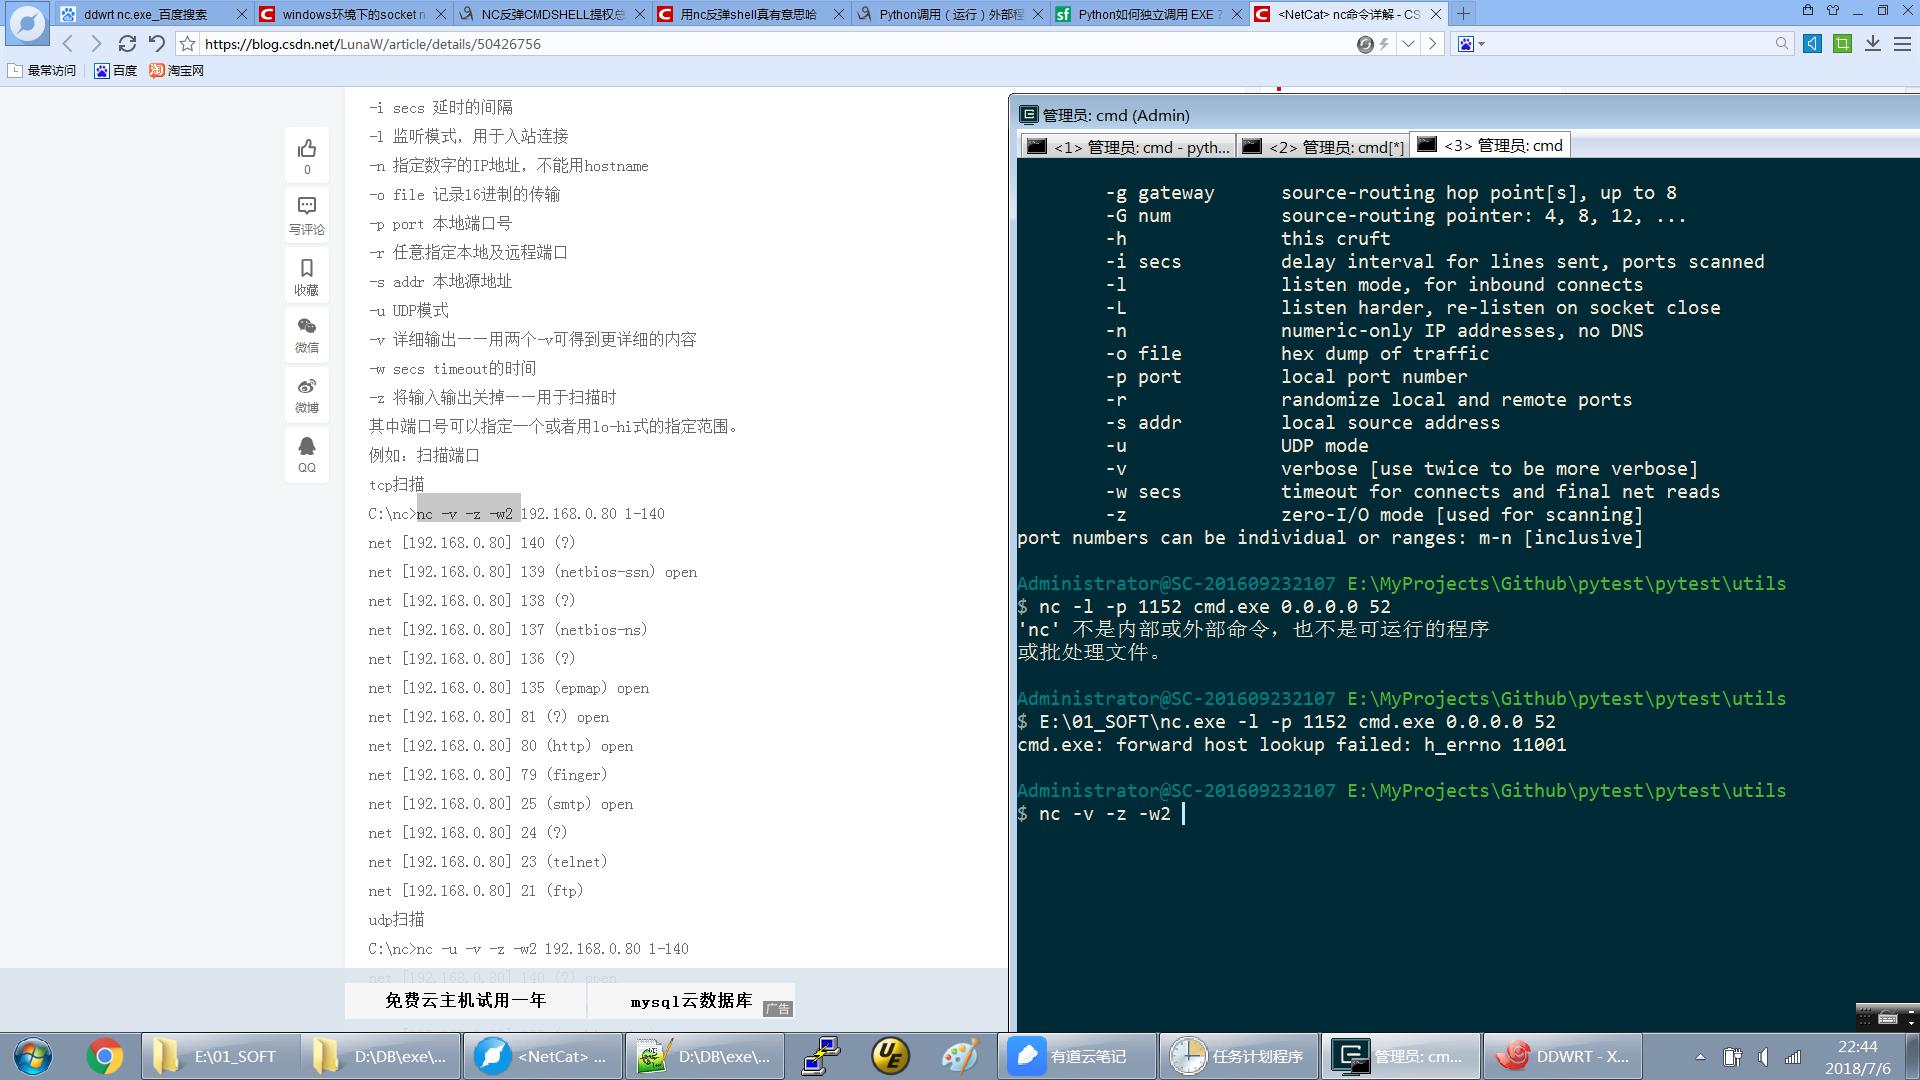 ddwrt nc.exe_百度搜索
windows环境下的socket n
NC反弹CMDSHELL提权总
用nc反弹shell真有意思哈
Python调用（运行）外部程
Python如何独立调用 EXE ?
<NetCat> nc命令详解 - CS
https://blog.csdn.net/LunaW/article/details/50426756
最常访问
百度
淘宝网
0
写评论
收藏
微信
微博
QQ
-i secs 延时的间隔
-l 监听模式，用于入站连接
-n 指定数字的IP地址，不能用hostname
-o file 记录16进制的传输
-p port 本地端口号
-r 任意指定本地及远程端口
-s addr 本地源地址
-u UDP模式
-v 详细输出——用两个-v可得到更详细的内容
-w secs timeout的时间
-z 将输入输出关掉——用于扫描时
其中端口号可以指定一个或者用lo-hi式的指定范围。
例如：扫描端口
tcp扫描
C:\nc>nc -v -z -w2 192.168.0.80 1-140
net [192.168.0.80] 140 (?)
net [192.168.0.80] 139 (netbios-ssn) open
net [192.168.0.80] 138 (?)
net [192.168.0.80] 137 (netbios-ns)
net [192.168.0.80] 136 (?)
net [192.168.0.80] 135 (epmap) open
net [192.168.0.80] 81 (?) open
net [192.168.0.80] 80 (http) open
net [192.168.0.80] 79 (finger)
net [192.168.0.80] 25 (smtp) open
net [192.168.0.80] 24 (?)
net [192.168.0.80] 23 (telnet)
net [192.168.0.80] 21 (ftp)
udp扫描
C:\nc>nc -u -v -z -w2 192.168.0.80 1-140
net [192.168.0.80] 140 (?) open
免费云主机试用一年
mysql云数据库
广告
管理员: cmd (Admin)
<1> 管理员: cmd - pyth...
<2> 管理员: cmd[*]
<3> 管理员: cmd
-g gateway source-routing hop point[s], up to 8
-G num source-routing pointer: 4, 8, 12, ...
-h this cruft
-i secs delay interval for lines sent, ports scanned
-l listen mode, for inbound connects
-L listen harder, re-listen on socket close
-n numeric-only IP addresses, no DNS
-o file hex dump of traffic
-p port local port number
-r randomize local and remote ports
-s addr local source address
-u UDP mode
-v verbose [use twice to be more verbose]
-w secs timeout for connects and final net reads
-z zero-I/O mode [used for scanning]
port numbers can be individual or ranges: m-n [inclusive]
Administrator@SC-201609232107 E:\MyProjects\Github\pytest\pytest\utils
$ nc -l -p 1152 cmd.exe 0.0.0.0 52
'nc' 不是内部或外部命令，也不是可运行的程序
或批处理文件。
Administrator@SC-201609232107 E:\MyProjects\Github\pytest\pytest\utils
$ E:\01_SOFT\nc.exe -l -p 1152 cmd.exe 0.0.0.0 52
cmd.exe: forward host lookup failed: h_errno 11001
Administrator@SC-201609232107 E:\MyProjects\Github\pytest\pytest\utils
$ nc -v -z -w2
E:\01_SOFT
D:\DB\exe\...
<NetCat> ...
D:\DB\exe\...
有道云笔记
任务计划程序
管理员: cm...
DDWRT - X...
22:44
2018/7/6